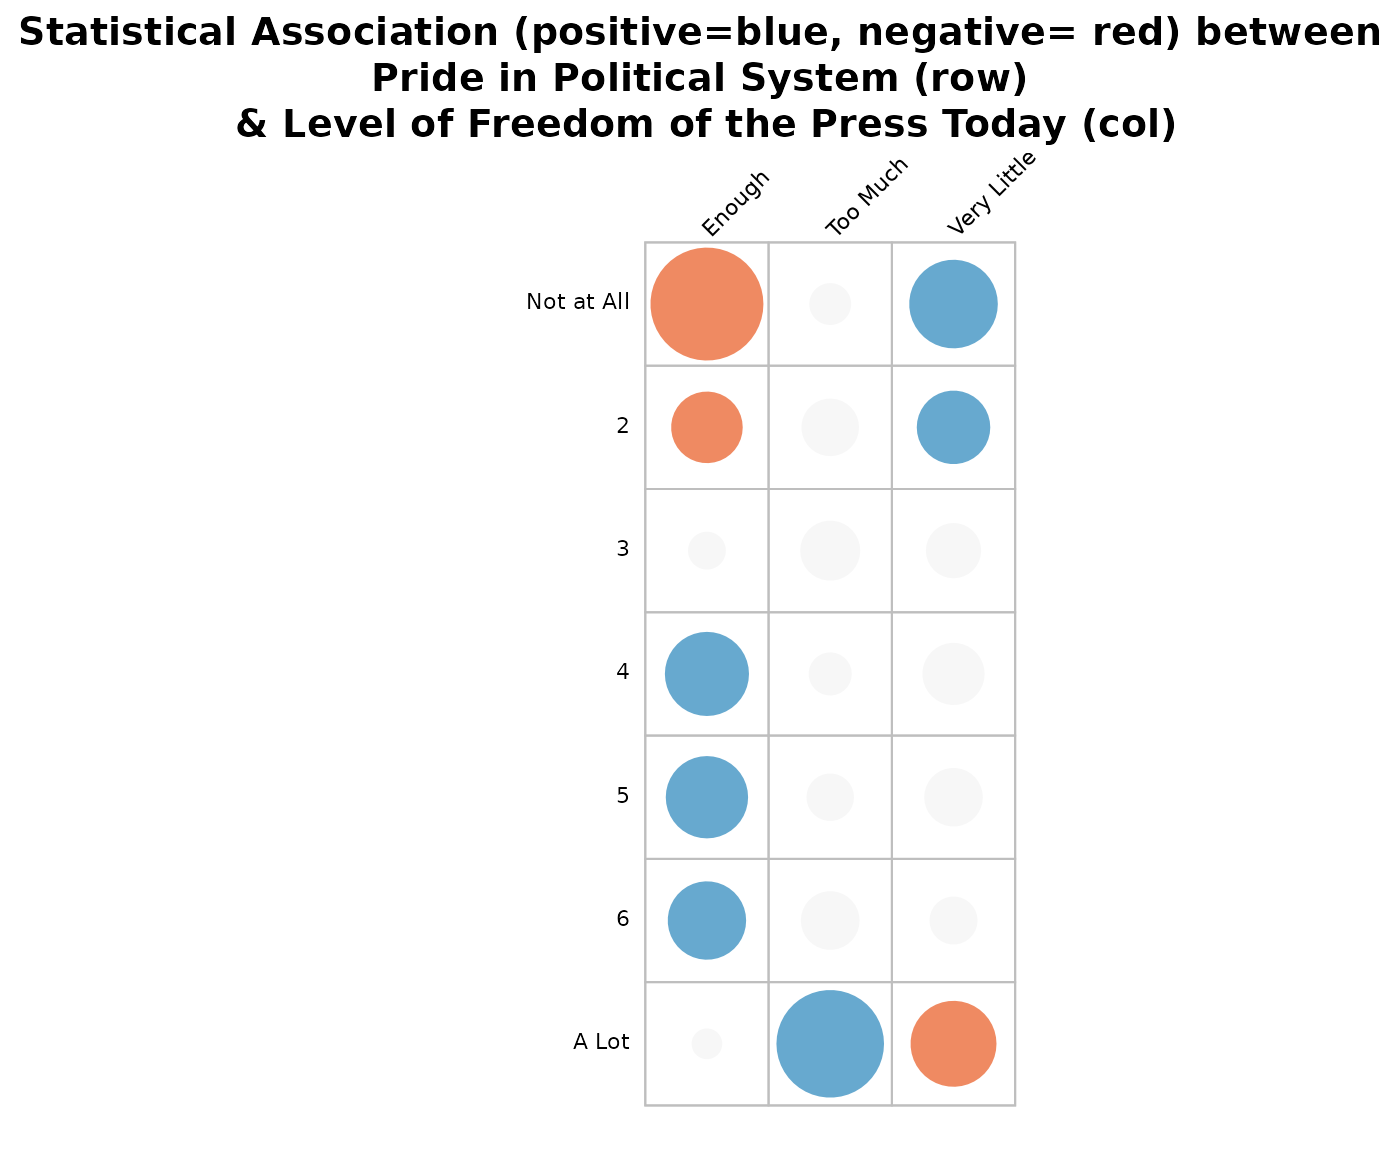 Statistical Association (positive=blue, negative= red) between
Pride in Political System (row)
& Level of Freedom of the Press Today (col)
Enough
Too Much
Very Little
Not at All
2
3
4
5
6
A Lot